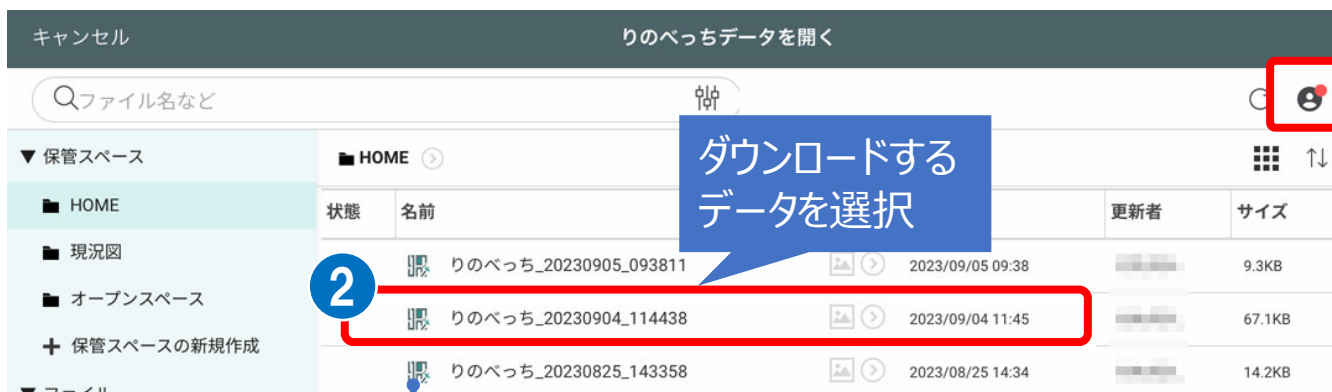 キャンセル
りのべっちデータを開く
ファイル名など
▼ 保管スペース
HOME
ダウンロードする
データを選択
HOME
状態 名前 更新者 サイズ
現況図
りのべっち_20230905_093811 2023/09/05 09:38 9.3KB
2
オープンスペース
りのべっち_20230904_114438 2023/09/04 11:45 67.1KB
+ 保管スペースの新規作成
りのべっち_20230825_143358 2023/08/25 14:34 14.2KB
▼ ファイル